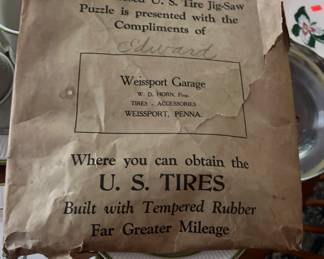 U. S. Tire Jig-Saw
Puzzle is presented with the
Compliments of
Edward
Weissport Garage
W. D. HORN, Prop.
TIRES - ACCESSORIES
WEISSPORT, PENNA.
Where you can obtain the
U. S. TIRES
Built with Tempered Rubber
Far Greater Mileage